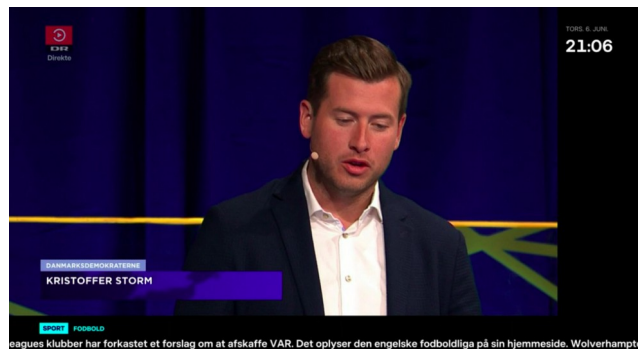 DR
Direkte
TORS. 6. JUNI.
21:06
DANMARKSDEMOKRATERNE
KRISTOFFER STORM
SPORT FODBOLD
eagues klubber har forkastet et forslag om at afskaffe VAR. Det oplyser den engelske fodboldliga på sin hjemmeside. Wolverhampt